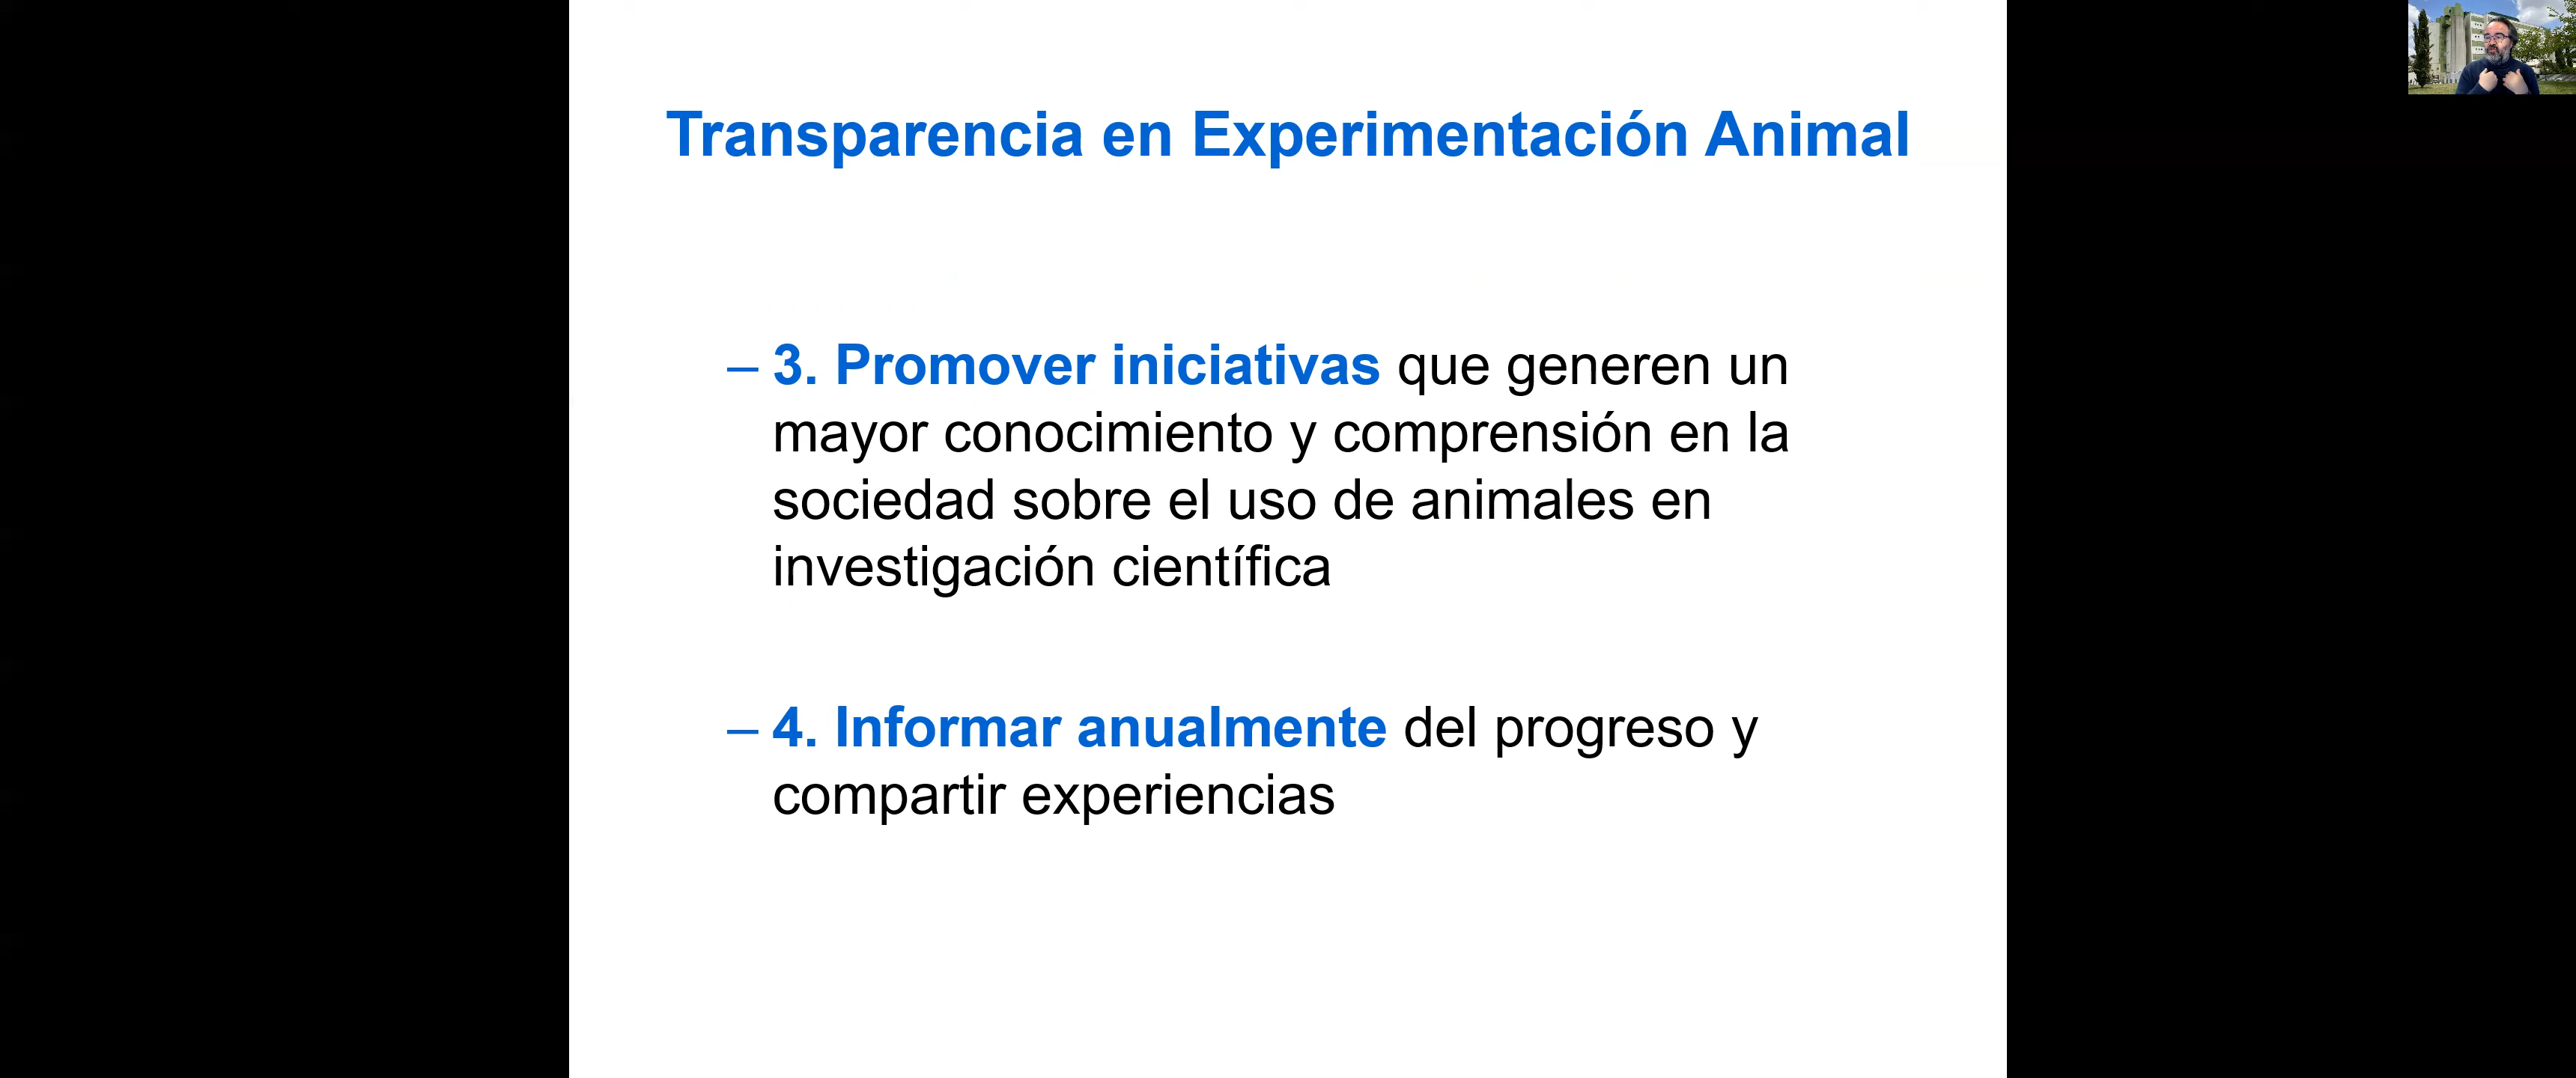 Transparencia en Experimentación Animal
– 3. Promover iniciativas que generen un
mayor conocimiento y comprensión en la
sociedad sobre el uso de animales en
investigación científica
– 4. Informar anualmente del progreso y
compartir experiencias